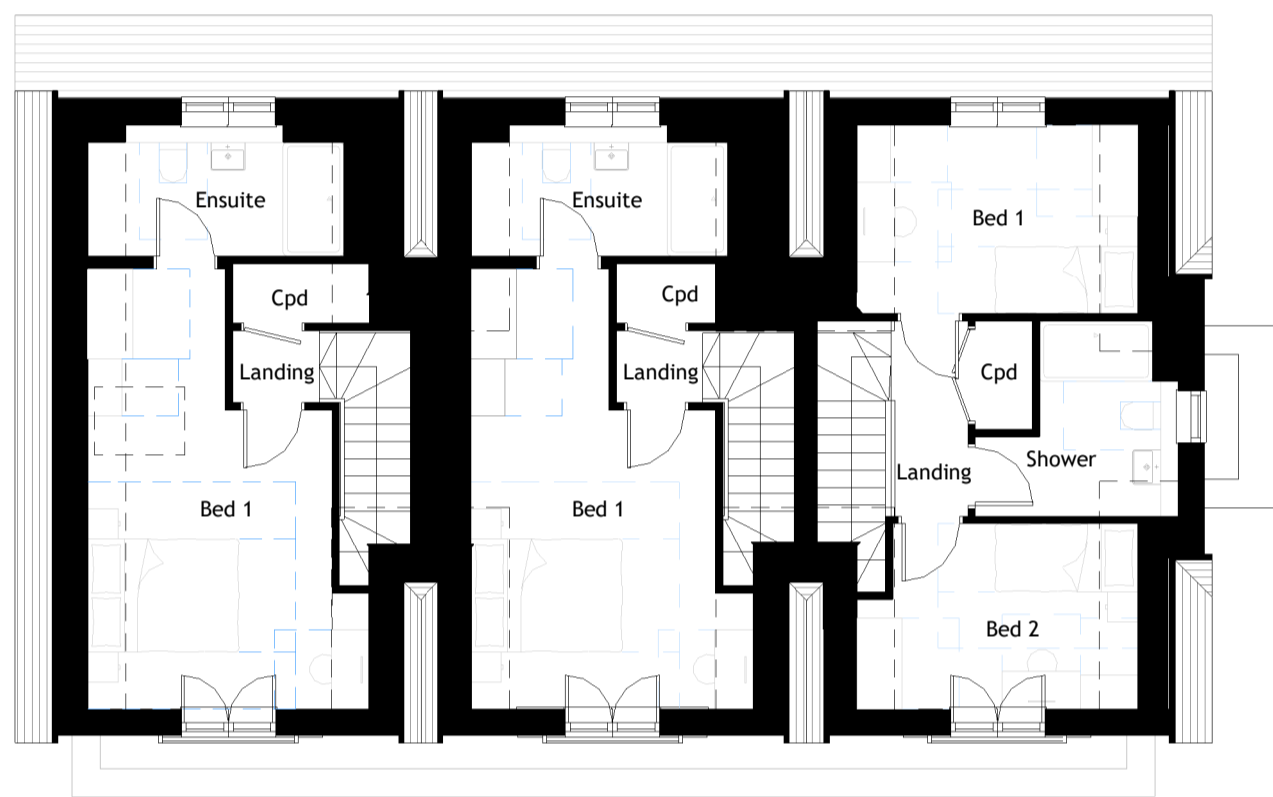 Ensuite
Cpd
Landing
Bed 1
Ensuite
Cpd
Landing
Bed 1
Bed 1
Cpd
Landing
Shower
Bed 2